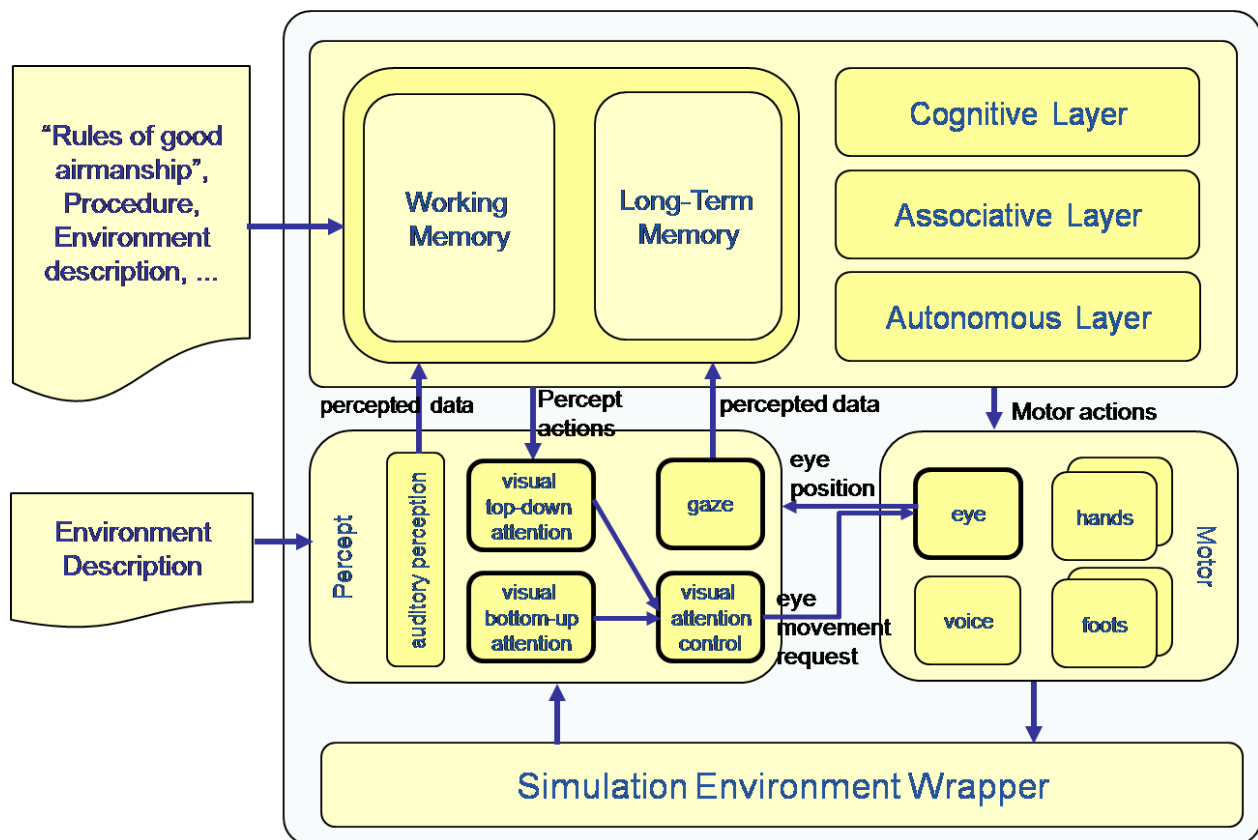 “Rules of good
airmanship”,
Procedure,
Environment
description, ...
Working
Memory
Long-Term
Memory
Cognitive Layer
Associative Layer
Autonomous Layer
percepted data
Percept
actions
percepted data
Motor actions
Environment
Description
Percept
auditory perception
visual
top-down
attention
visual
bottom-up
attention
gaze
visual
attention
control
eye
position
eye
movement
request
eye
hands
voice
foots
Motor
Simulation Environment Wrapper